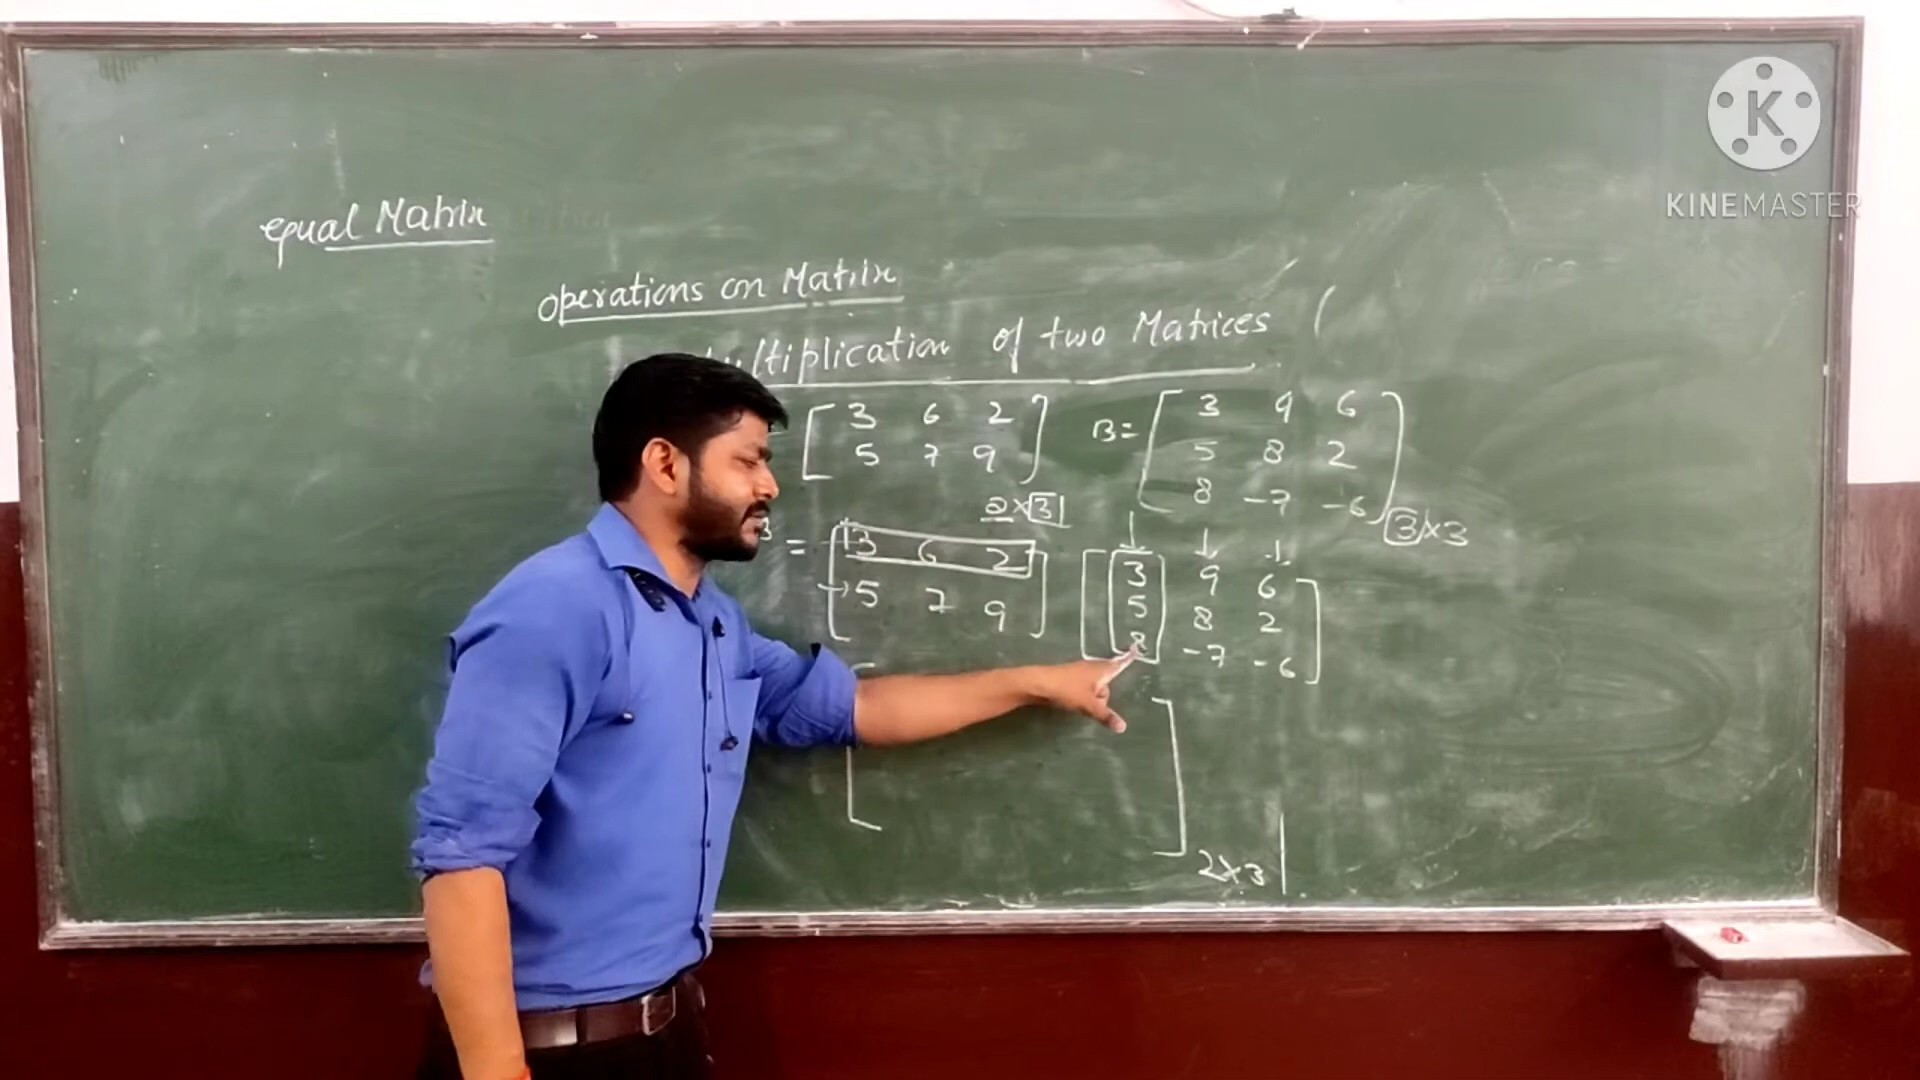 KINEMASTER
equal Matrix
operations on Matrix
ultiplication of two Matrices (
[ 3 6 2 B= [ 3 9 6
5 7 9 ] 5 8 2
8 -7 -6 ]
2×3 3×3
= [ 3 6 2 [ 3 9 6
→5 7 9 ] 5 8 2
8 -7 -6 ]
[ ] 2×3